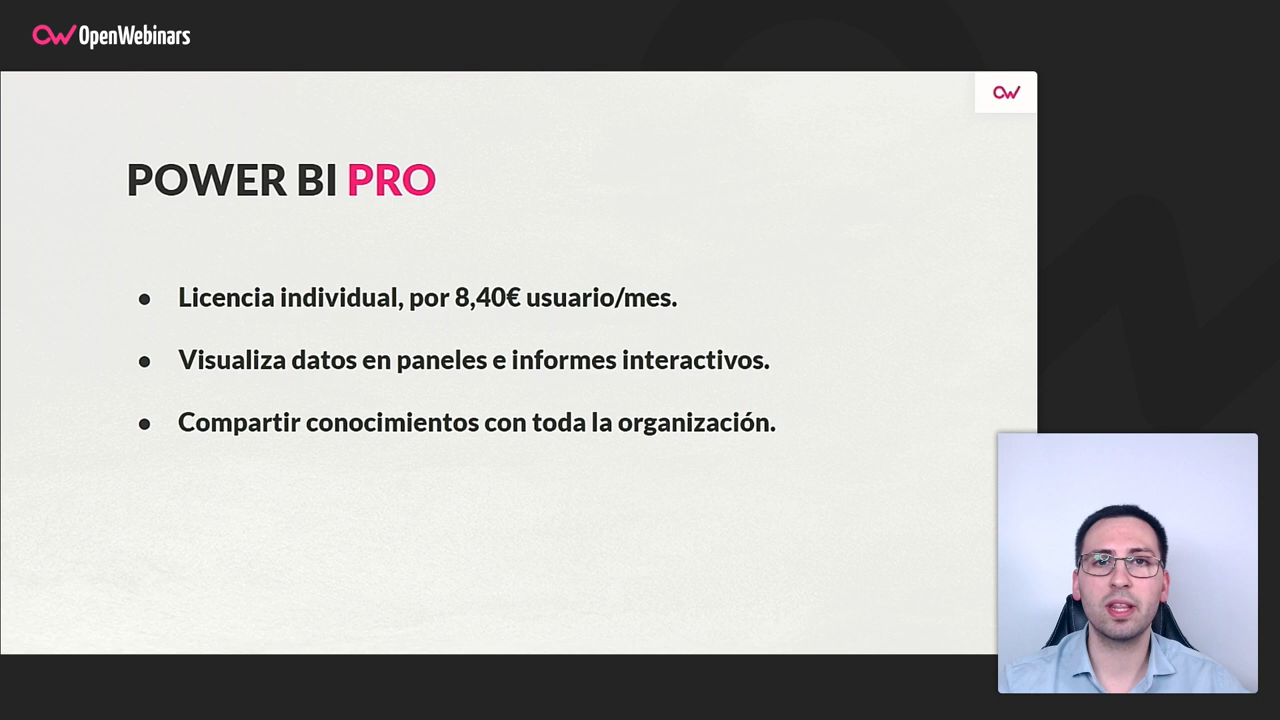 OpenWebinars
POWER BI PRO
● Licencia individual, por 8,40€ usuario/mes.
● Visualiza datos en paneles e informes interactivos.
● Compartir conocimientos con toda la organización.